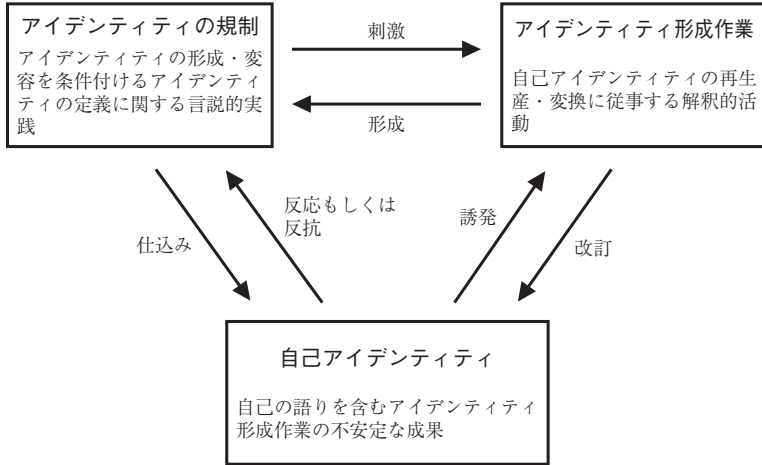 アイデンティティの規制
アイデンティティの形成・変
容を条件付けるアイデンティ
ティの定義に関する言説的実
践
刺激
形成
アイデンティティ形成作業
自己アイデンティティの再生
産・変換に従事する解釈的活
動
仕込み
反応もしくは
反抗
誘発
改訂
自己アイデンティティ
自己の語りを含むアイデンティティ
形成作業の不安定な成果